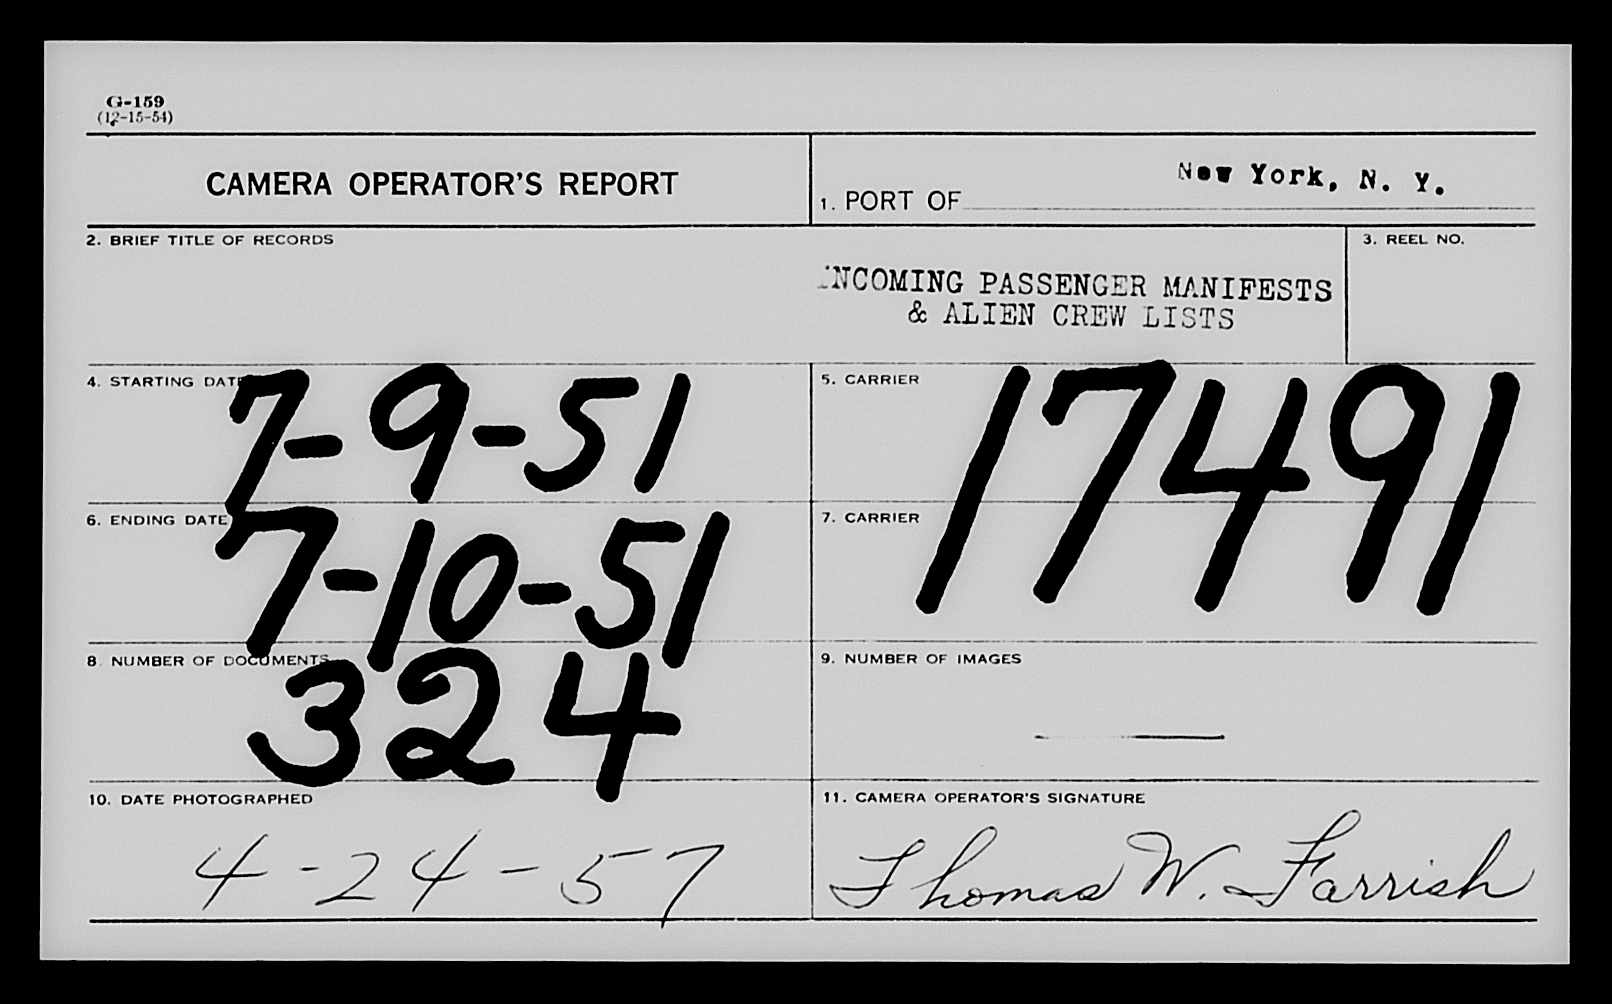 G-159
(12-15-54)
CAMERA OPERATOR'S REPORT
1. PORT OF New York, N. Y.
2. BRIEF TITLE OF RECORDS
INCOMING PASSENGER MANIFESTS
& ALIEN CREW LISTS
3. REEL NO.
4. STARTING DATE 7-9-51
5. CARRIER
17491
6. ENDING DATE 7-10-51
7. CARRIER
8. NUMBER OF DOCUMENTS 324
9. NUMBER OF IMAGES
10. DATE PHOTOGRAPHED
4-24-57
11. CAMERA OPERATOR'S SIGNATURE
Thomas W. Farrish